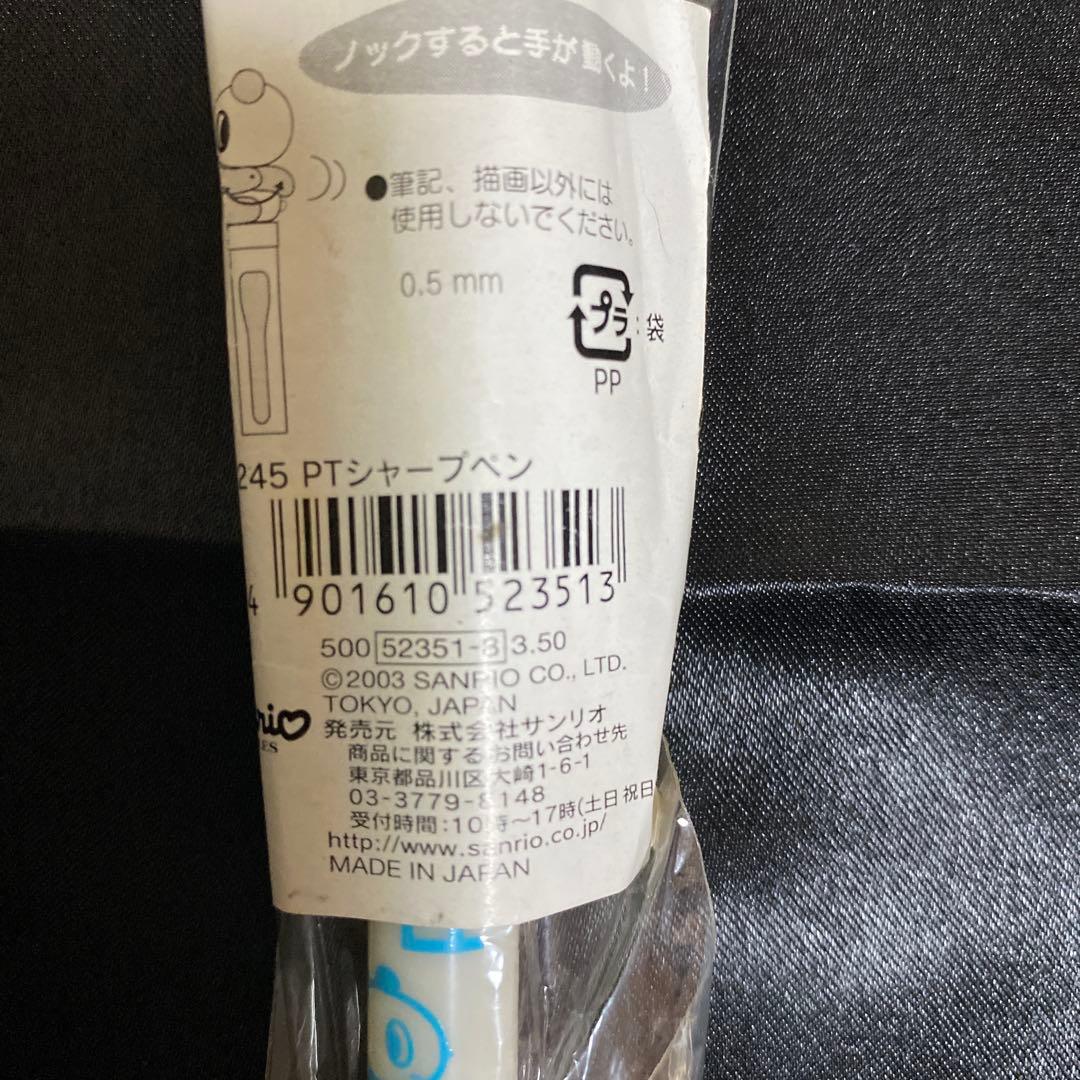 ノックすると手が動くよ!
●筆記、描画以外には
使用しないでください。
0.5 mm
プラ
: 袋
PP
245 PTシャープペン
4 901610 523513
500 52351-8 3.50
©2003 SANRIO CO., LTD.
TOKYO, JAPAN
発売元 株式会社サンリオ
商品に関するお問い合わせ先
東京都品川区大崎1-6-1
03-3779-8148
受付時間:10時~17時(土日 祝日
http://www.sanrio.co.jp/
MADE IN JAPAN